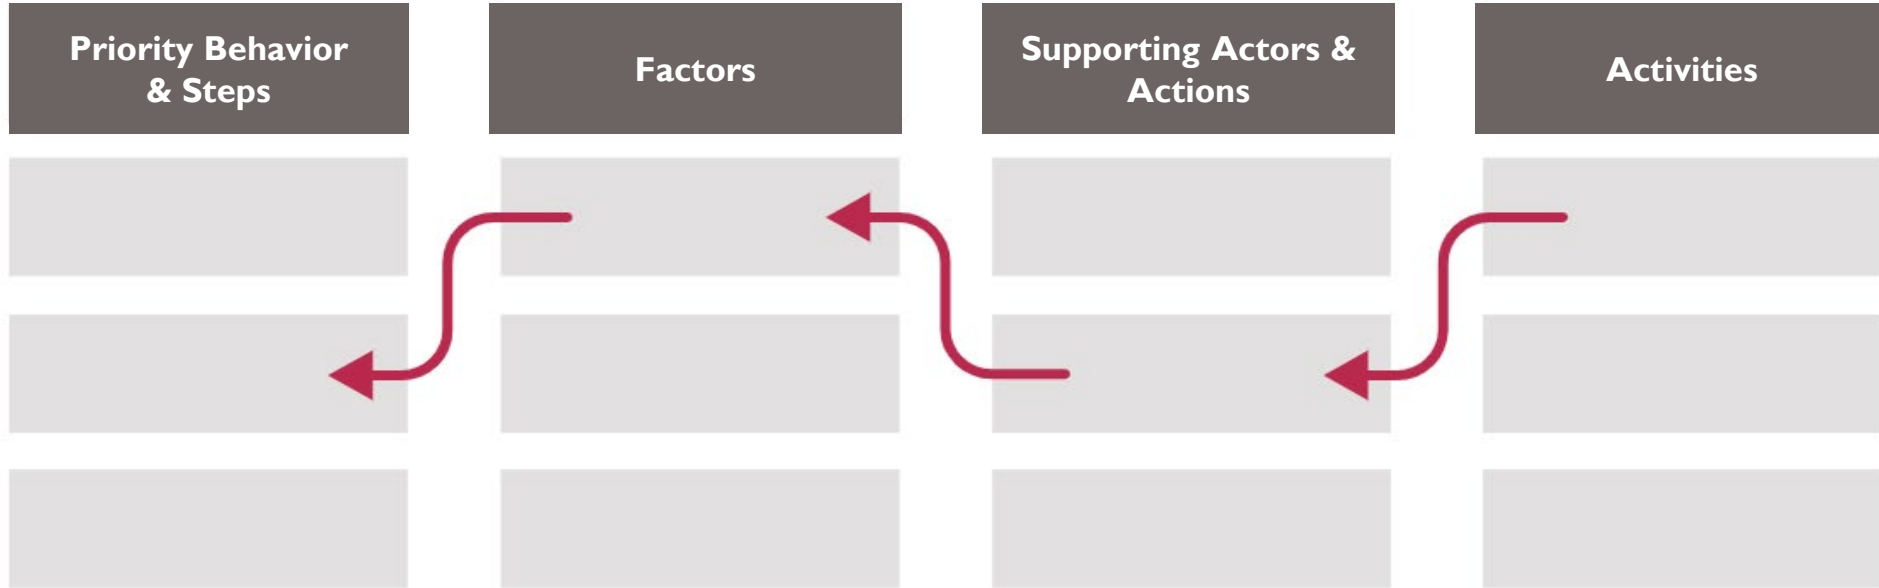 Priority Behavior
& Steps
Factors
Supporting Actors &
Actions
Activities